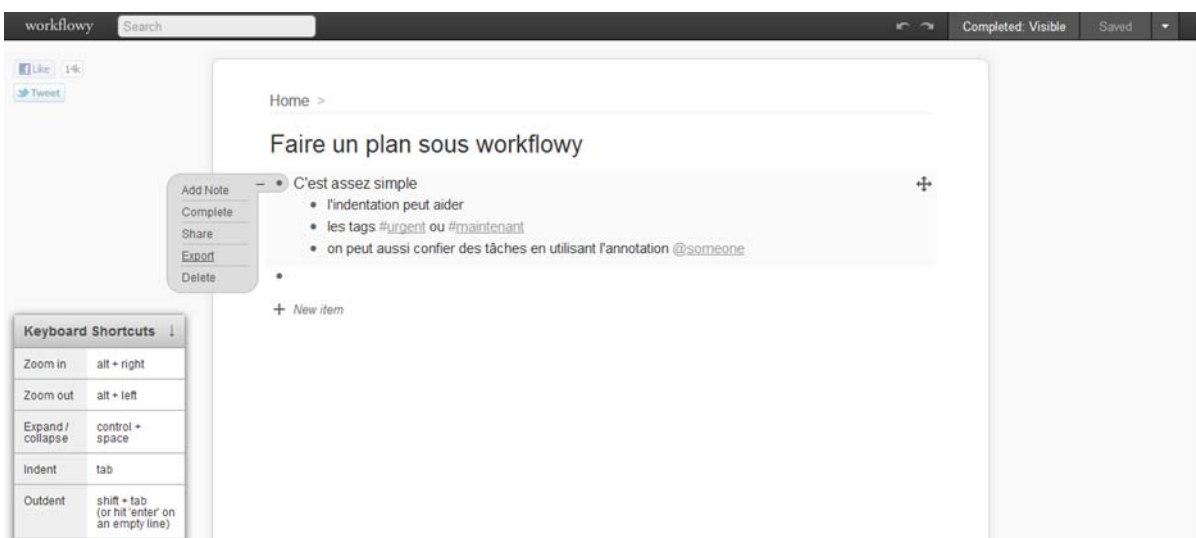 workflowy Search Completed: Visible Saved
Like 14k
Tweet
Home >
Faire un plan sous workflowy
C'est assez simple
l'indentation peut aider
les tags #urgent ou #maintenant
on peut aussi confier des tâches en utilisant l'annotation @someone
New item
Add Note
Complete
Share
Export
Delete
Keyboard Shortcuts ↓
Zoom in alt + right
Zoom out alt + left
Expand / control +
collapse space
Indent tab
Outdent shift + tab
(or hit 'enter' on
an empty line)